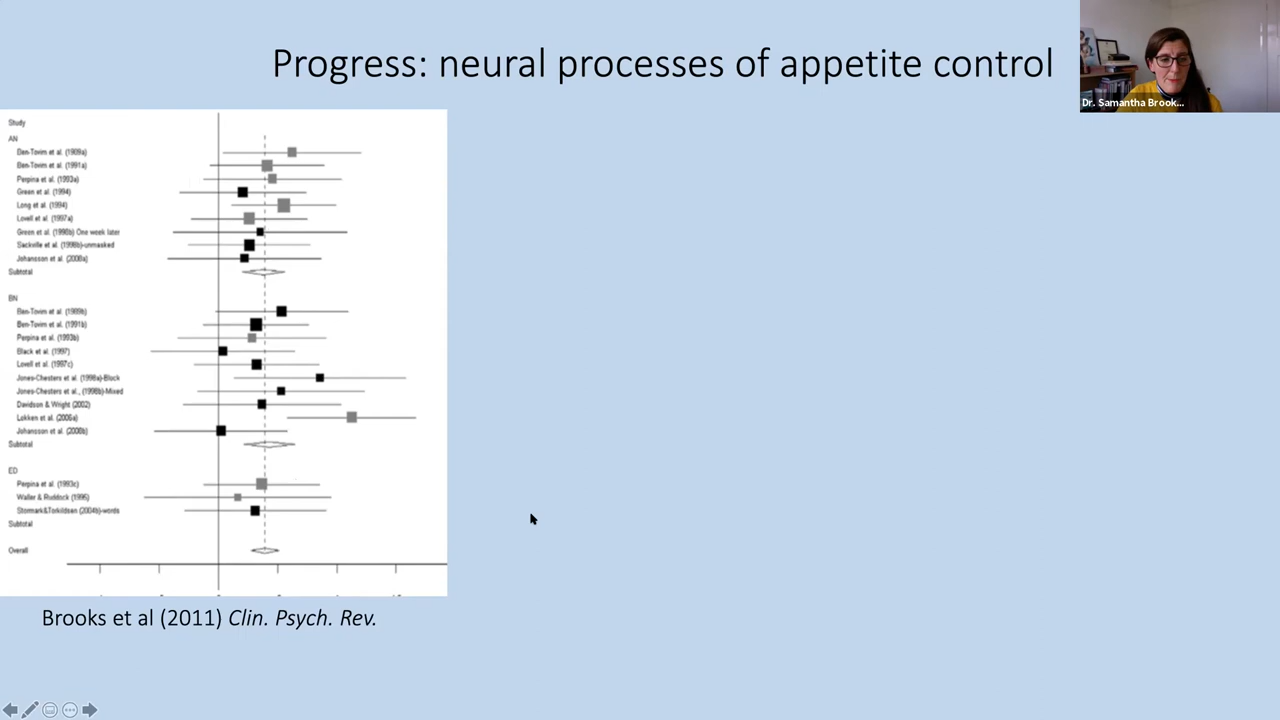 Progress: neural processes of appetite control
Dr. Samantha Brook...
Study
AN
Ben-Tovim et al. (1989a)
Ben-Tovim et al. (1991a)
Perpina et al. (1993a)
Green et al. (1994)
Long et al. (1994)
Lovell et al. (1997a)
Green et al. (1998b) One week later
Sackville et al. (1998b)-unmasked
Johansson et al. (2008a)
Subtotal
BN
Ben-Tovim et al. (1989b)
Ben-Tovim et al. (1991b)
Perpina et al. (1993b)
Black et al. (1997)
Lovell et al. (1997c)
Jones-Chesters et al. (1998a)-Block
Jones-Chesters et al., (1998b)-Mixed
Davidson & Wright (2002)
Lokken et al. (2006a)
Johansson et al. (2008b)
Subtotal
ED
Perpina et al. (1993c)
Waller & Ruddock (1995)
Stormark&Torkildsen (2004b)-words
Subtotal
Overall
Brooks et al (2011) Clin. Psych. Rev.